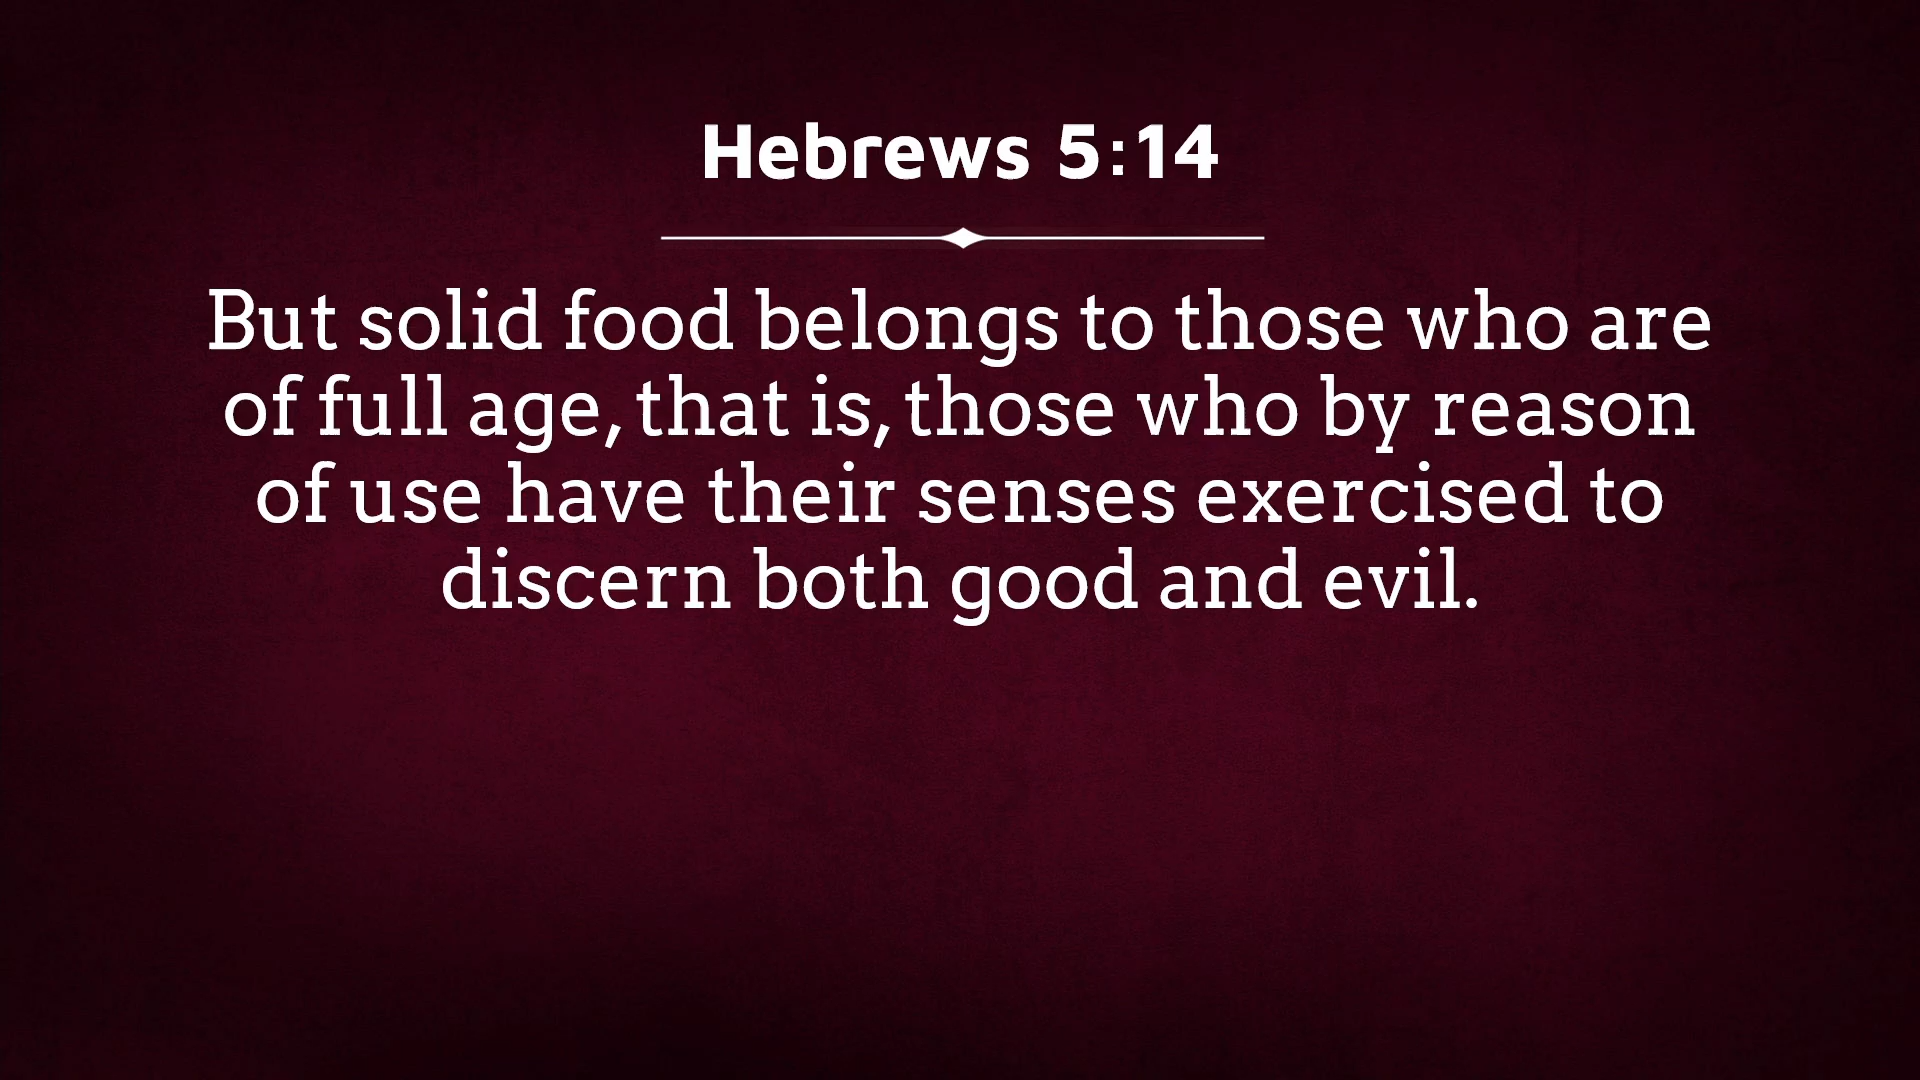 Hebrews 5:14
But solid food belongs to those who are
of full age, that is, those who by reason
of use have their senses exercised to
discern both good and evil.